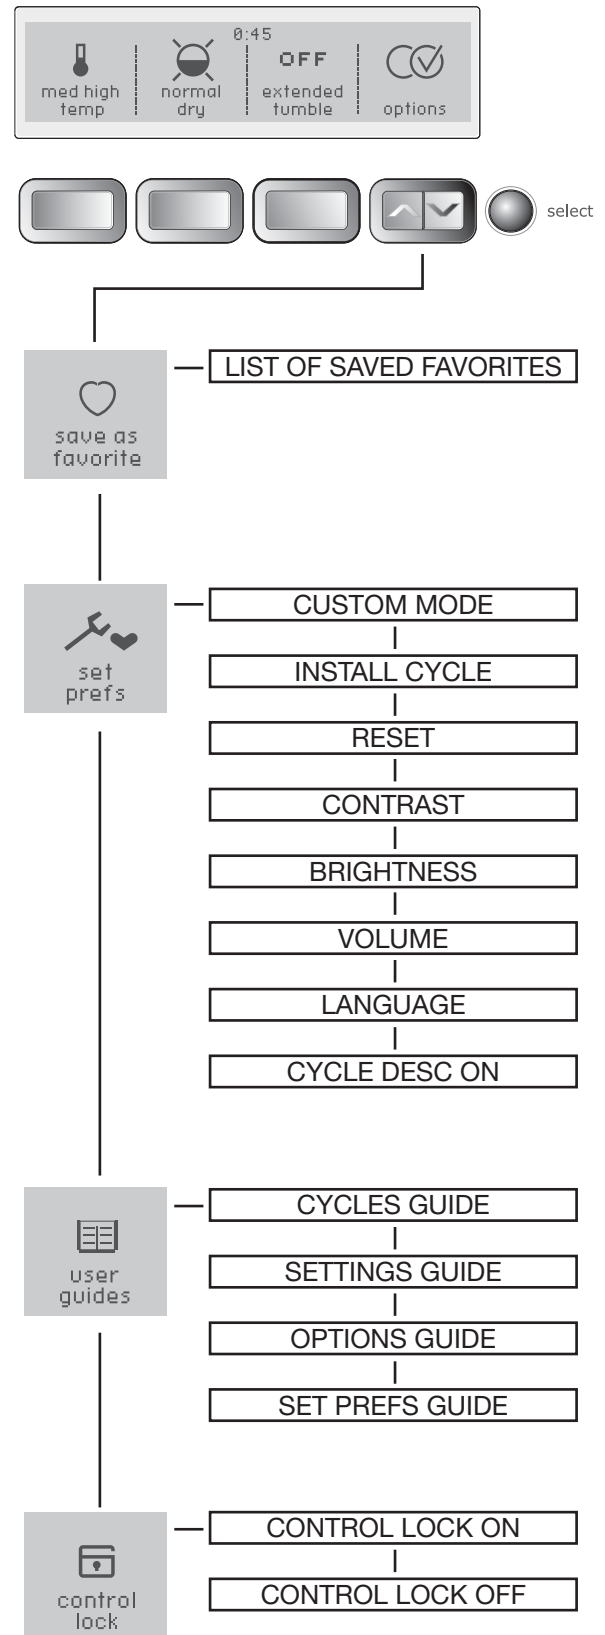 0:45
med high
temp
normal
dry
OFF
extended
tumble
options
select
save as
favorite
LIST OF SAVED FAVORITES
set
prefs
CUSTOM MODE
INSTALL CYCLE
RESET
CONTRAST
BRIGHTNESS
VOLUME
LANGUAGE
CYCLE DESC ON
user
guides
CYCLES GUIDE
SETTINGS GUIDE
OPTIONS GUIDE
SET PREFS GUIDE
control
lock
CONTROL LOCK ON
CONTROL LOCK OFF